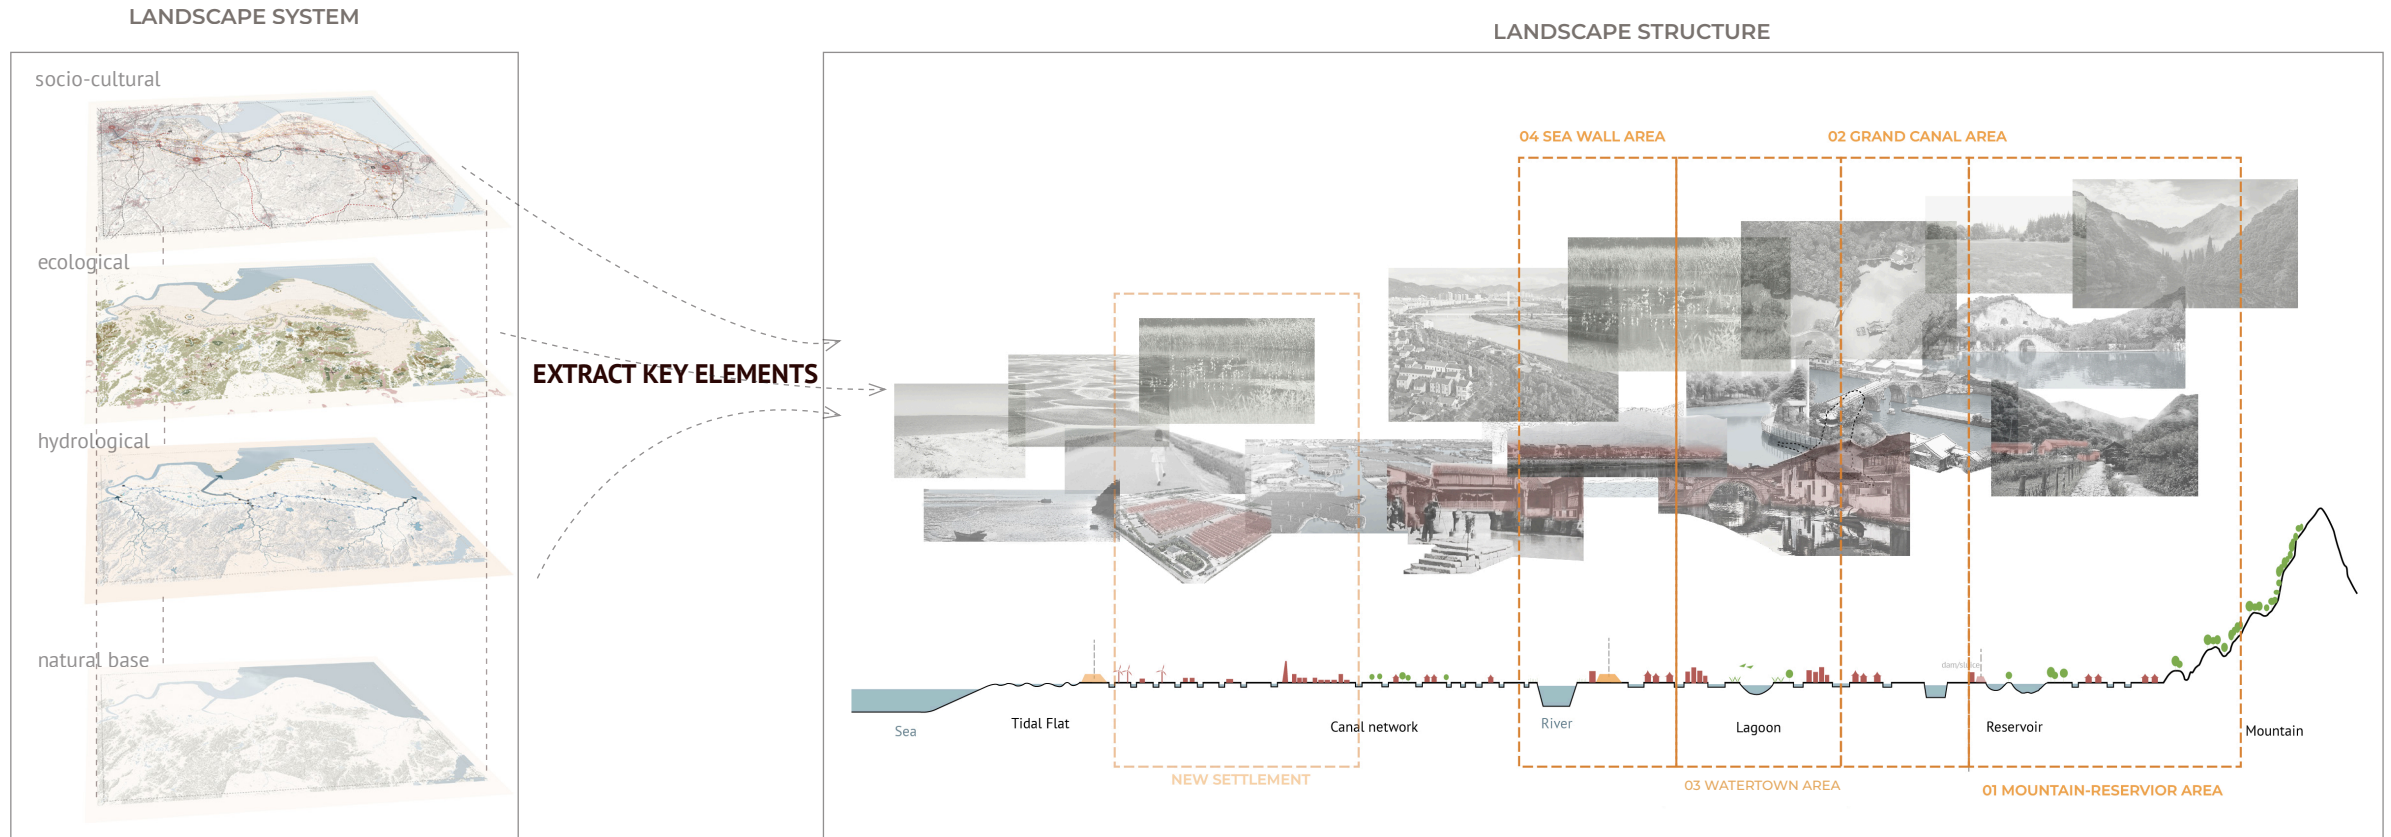 LANDSCAPE SYSTEM
LANDSCAPE STRUCTURE
socio-cultural
ecological
hydrological
natural base
EXTRACT KEY ELEMENTS
04 SEA WALL AREA
02 GRAND CANAL AREA
dam/sluice
Sea
Tidal Flat
Canal network
River
Lagoon
Reservoir
Mountain
NEW SETTLEMENT
03 WATERTOWN AREA
01 MOUNTAIN-RESERVIOR AREA